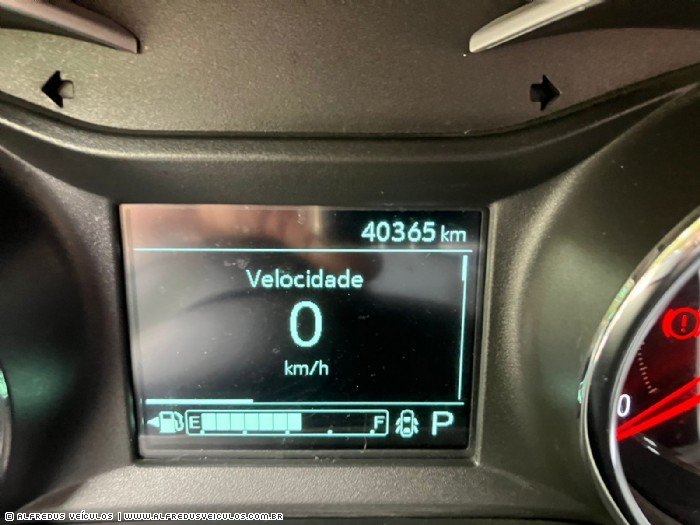 40365 km
Velocidade
0
km/h
E F P
0
© ALFREDUS VEÍCULOS | WWW.ALFREDUSVEICULOS.COM.BR